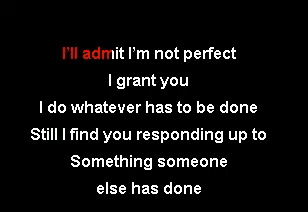 I'll admit I'm not perfect
I grant you
I do whatever has to be done
Still I find you responding up to
Something someone
else has done